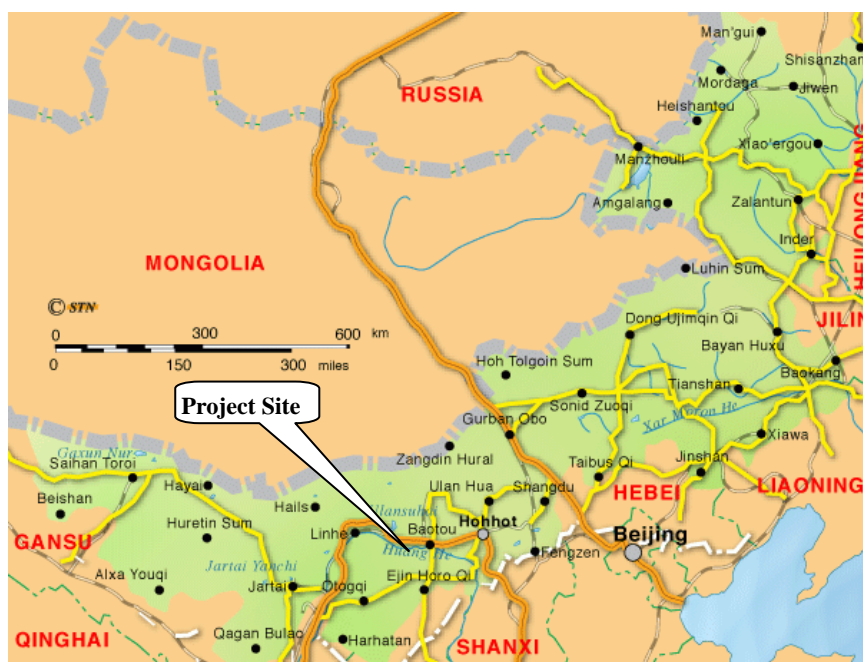 Man'gui
Shisanzhan
Mordaga
Jiwen
RUSSIA
Heishantou
Xiao'ergou
Manzhouli
HEILONGJIANG
Amgalang
Zalantun
Inder
MONGOLIA
Luhin Sum
© STN
0 300 600 km
0 150 300 miles
Dong Ujimqin Qi
JILIN
Bayan Huxu
Hoh Tolgoin Sum
Baokang
Tianshan
Project Site
Sonid Zuoqi
Xar Moron He
Gurban Obo
Xiawa
Gaxun Nur
Zangdin Hural
Saihan Toroi
Taibus Qi
Jinshan
Hayai
Ulan Hua
Shangdu
HEBEI
LIAONING
Beishan
Hails
Huretin Sum
Linhe
Baotou
Hohhot
Beijing
GANSU
Huang He
Fengzen
Jartai Yanchi
Alxa Youqi
Jartai
Otogqi
Ejin Horo Qi
QINGHAI
Qagan Bulao
Harhatan
SHANXI